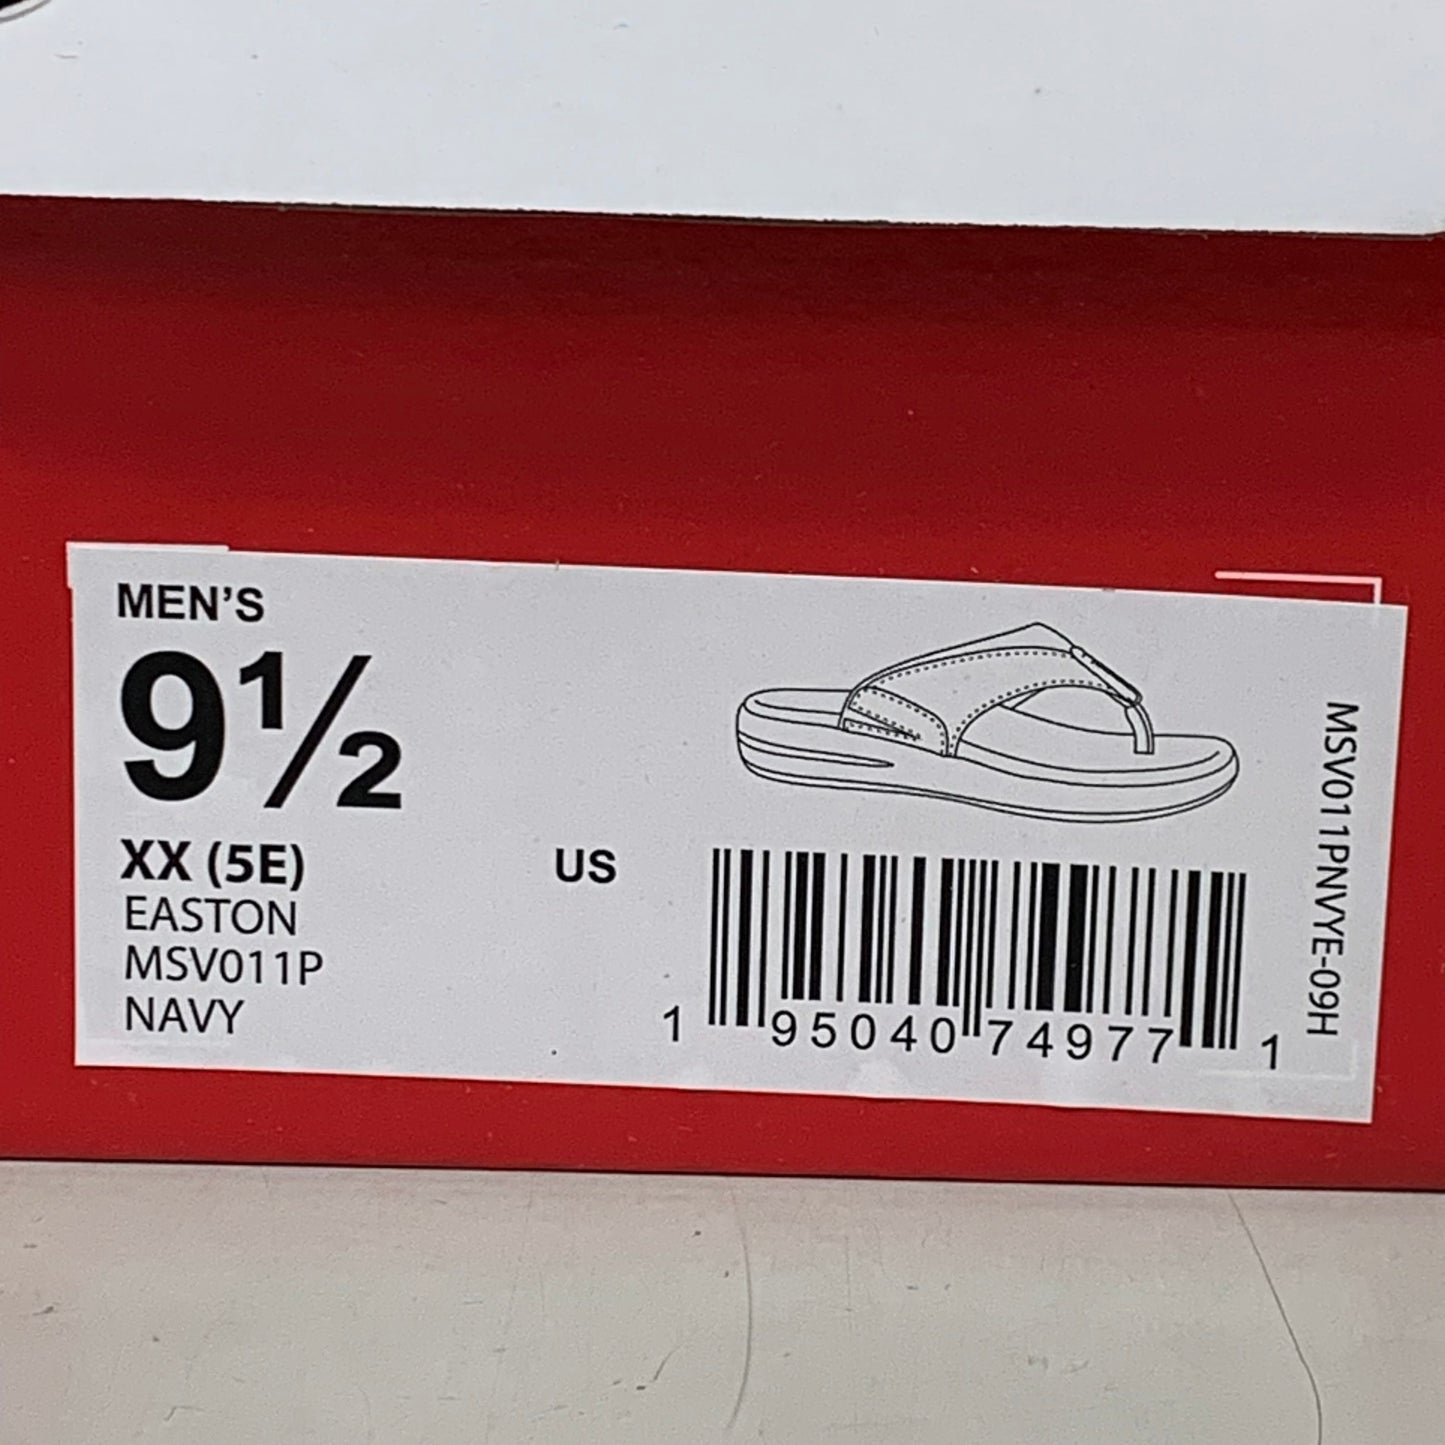 MEN'S
9½
XX (5E)
US
EASTON
MSV011P
NAVY
1 95040 74977 1
MSV011PNVYE-09H